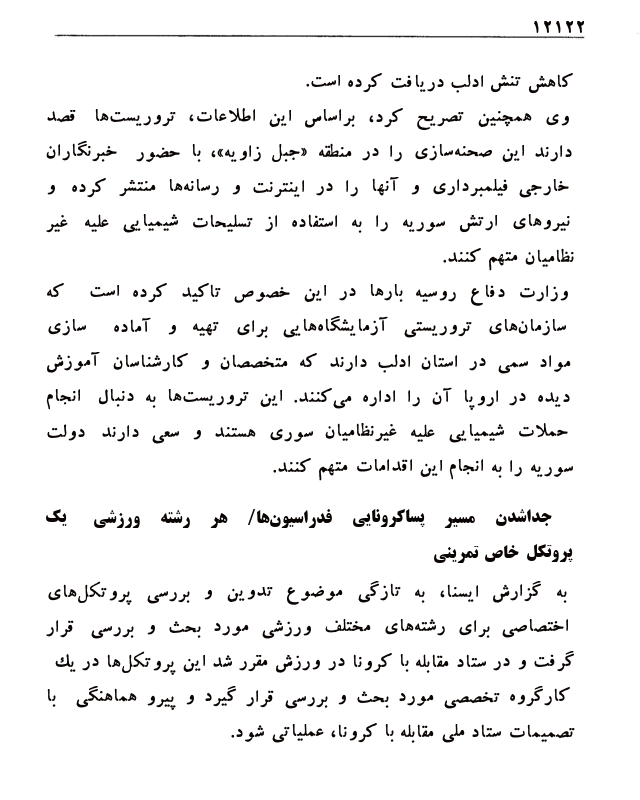 ۱۲۱۲۲
کاهش تنش ادلب دریافت کرده است.
وی همچنین تصریح کرد، براساس این اطلاعات، تروریست‌ها قصد
دارند این صحنه‌سازی را در منطقه «جبل زاویه»، با حضور خبرنگاران
خارجی فیلمبرداری و آنها را در اینترنت و رسانه‌ها منتشر کرده و
نیروهای ارتش سوریه را به استفاده از تسلیحات شیمیایی علیه غیر
نظامیان متهم کنند.
وزارت دفاع روسیه بارها در این خصوص تاکید کرده است که
سازمان‌های تروریستی آزمایشگاه‌هایی برای تهیه و آماده سازی
مواد سمی در استان ادلب دارند که متخصصان و کارشناسان آموزش
دیده در اروپا آن را اداره می‌کنند. این تروریست‌ها به دنبال انجام
حملات شیمیایی علیه غیرنظامیان سوری هستند و سعی دارند دولت
سوریه را به انجام این اقدامات متهم کنند.
جداشدن مسیر پساکرونایی فدراسیون‌ها/ هر رشته ورزشی یک
پروتکل خاص تمرینی
به گزارش ایسنا، به تازگی موضوع تدوین و بررسی پروتکل‌های
اختصاصی برای رشته‌های مختلف ورزشی مورد بحث و بررسی قرار
گرفت و در ستاد مقابله با کرونا در ورزش مقرر شد این پروتکل‌ها در یك
کارگروه تخصصی مورد بحث و بررسی قرار گیرد و پیرو هماهنگی با
تصمیمات ستاد ملی مقابله با کرونا، عملیاتی شود.